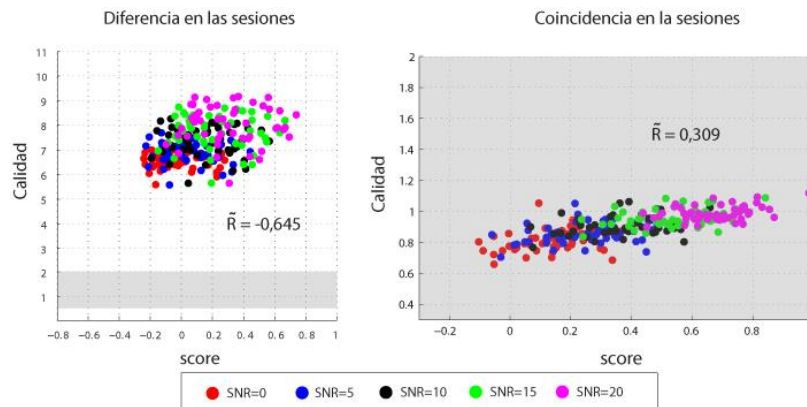 Diferencia en las sesiones
Calidad
11
10
9
8
7
6
5
4
3
2
1
R̃ = -0,645
−0.8 −0.6 −0.4 −0.2 0 0.2 0.4 0.6 0.8 1
score
Coincidencia en la sesiones
Calidad
2
1.8
1.6
1.4
1.2
1
0.8
0.6
0.4
R̃ = 0,309
−0.2 0 0.2 0.4 0.6 0.8
score
SNR=0 SNR=5 SNR=10 SNR=15 SNR=20